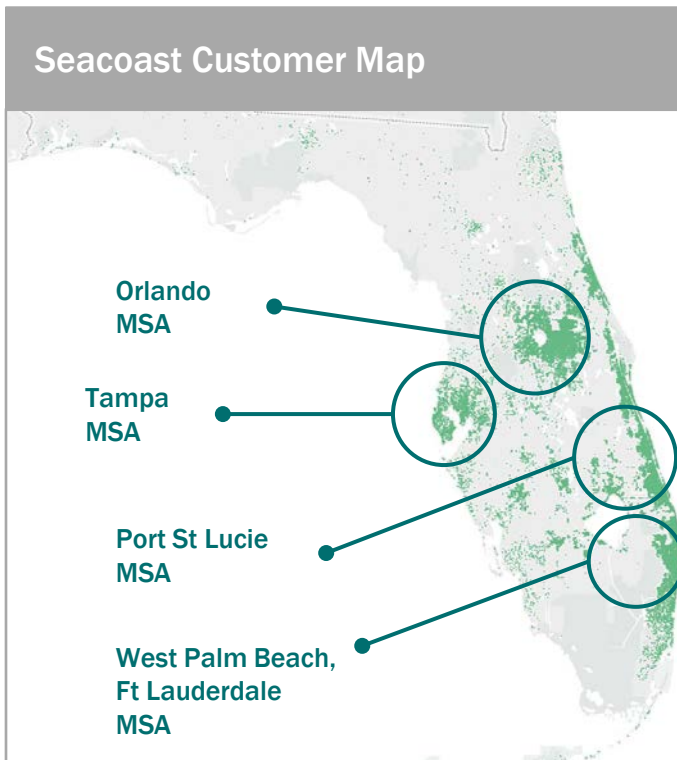 Seacoast Customer Map
Orlando
MSA
Tampa
MSA
Port St Lucie
MSA
West Palm Beach,
Ft Lauderdale
MSA